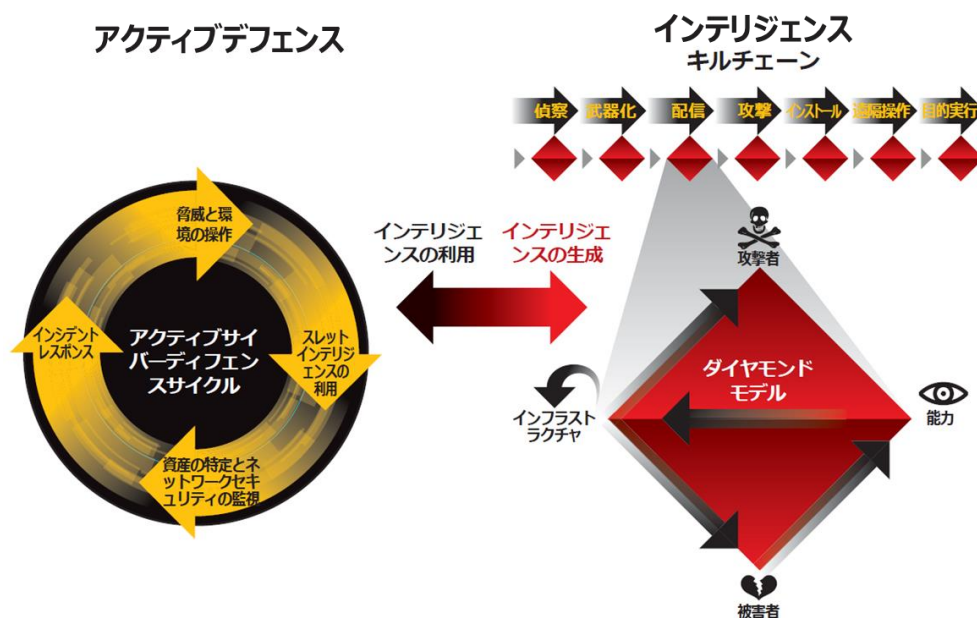 アクティブデフェンス
インテリジェンス
キルチェーン
偵察
武器化
配信
攻撃
インストール
遠隔操作
目的実行
脅威と環
境の操作
スレット
インテリジ
ェンスの
利用
資産の特定とネ
ットワークセキ
ュリティの監視
インシデント
レスポンス
アクティブサイ
バーディフェン
スサイクル
インテリジェ
ンスの利用
インテリジェ
ンスの生成
攻撃者
ダイヤモンド
モデル
インフラスト
ラクチャ
能力
被害者